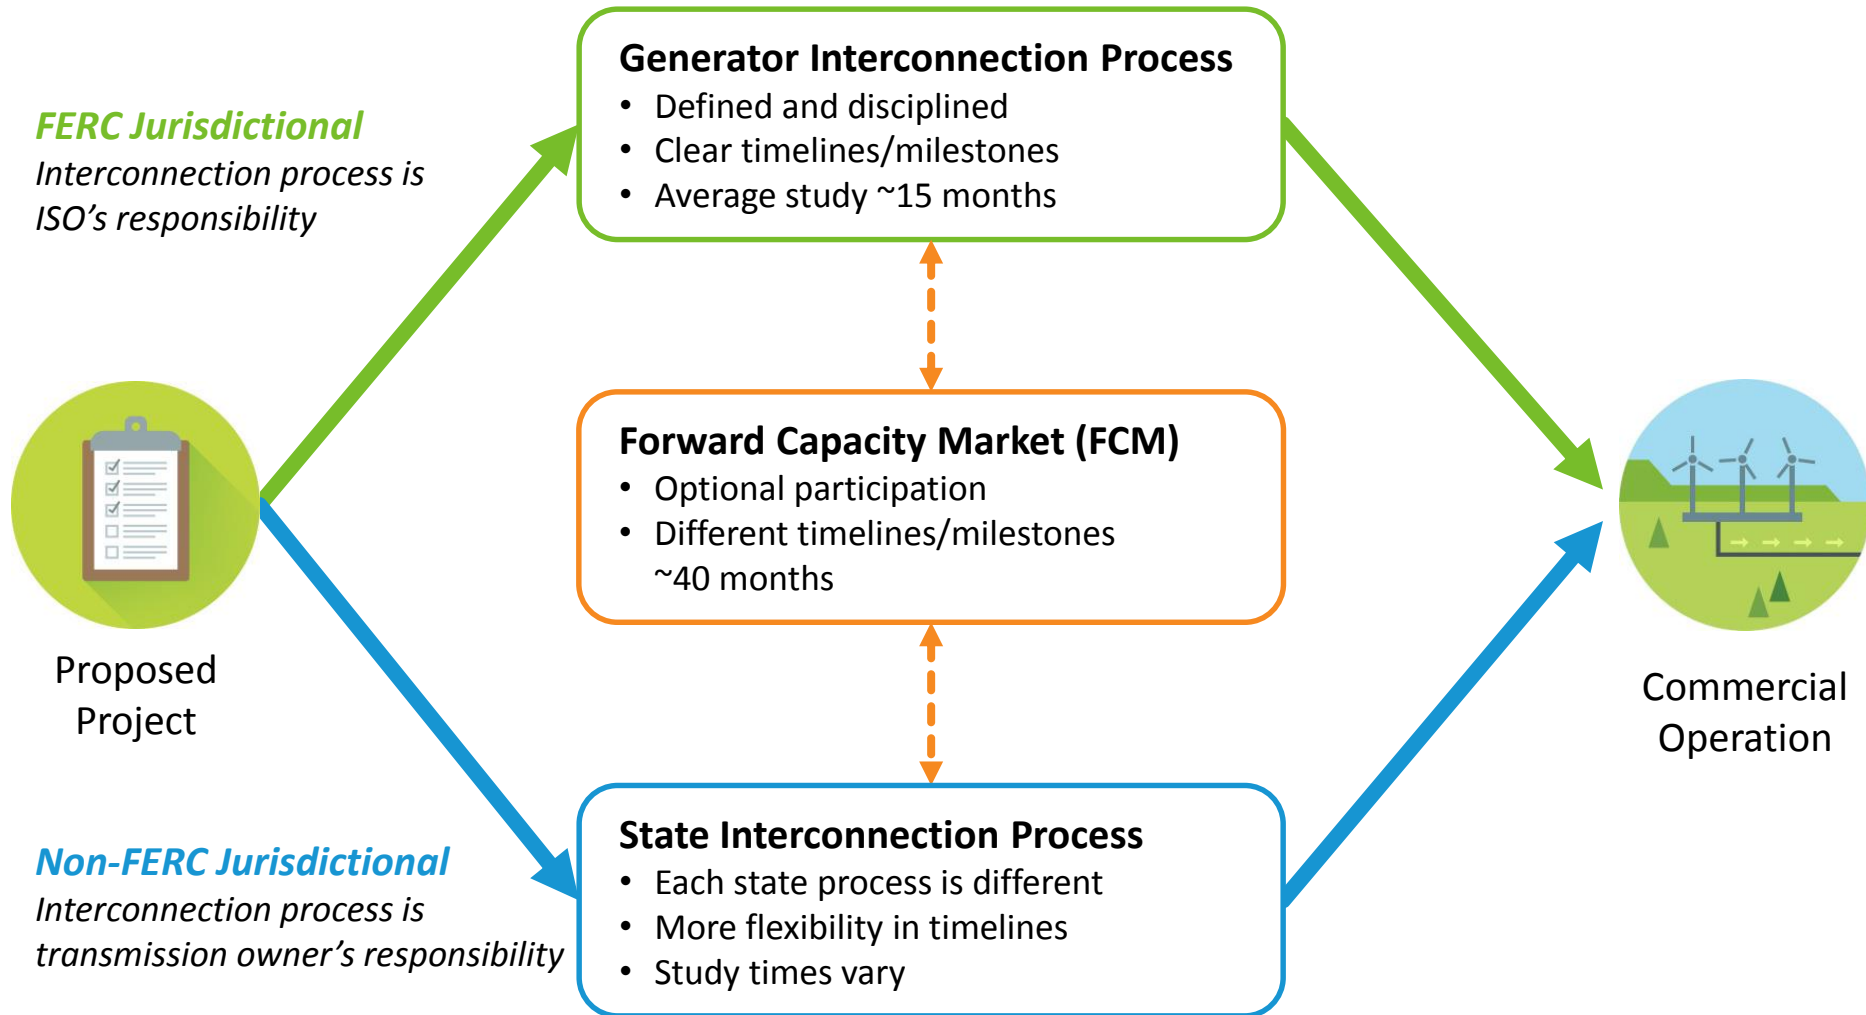 FERC Jurisdictional
Interconnection process is
ISO’s responsibility
Generator Interconnection Process
• Defined and disciplined
• Clear timelines/milestones
• Average study ~15 months
Forward Capacity Market (FCM)
• Optional participation
• Different timelines/milestones
~40 months
Proposed
Project
Commercial
Operation
Non-FERC Jurisdictional
Interconnection process is
transmission owner’s responsibility
State Interconnection Process
• Each state process is different
• More flexibility in timelines
• Study times vary